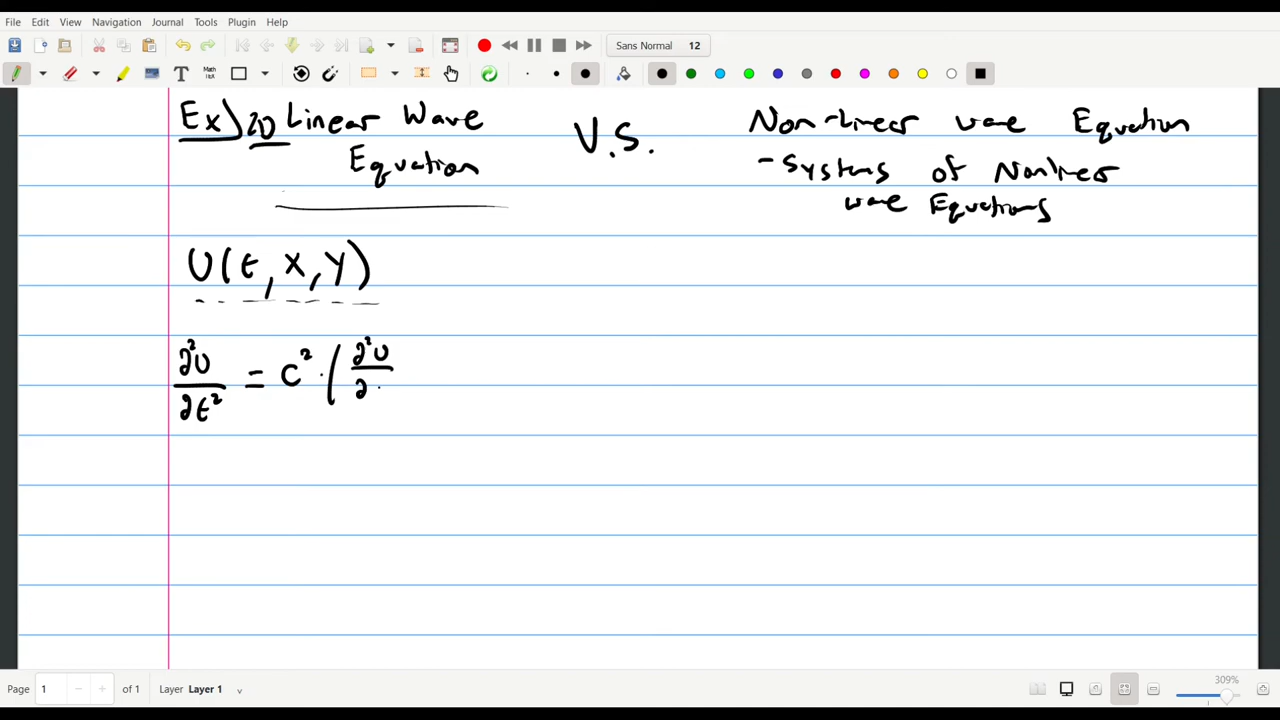 File Edit View Navigation Journal Tools Plugin Help
Sans Normal 12
Ex) 2D Linear Wave
Equation
V.S.
Non-Linear wave Equation
-Systems of Nonlinear
wave Equations
U(t, x, y)
∂²U/∂t² = C² · (∂²U/∂
Page 1 of 1 Layer Layer 1
309%